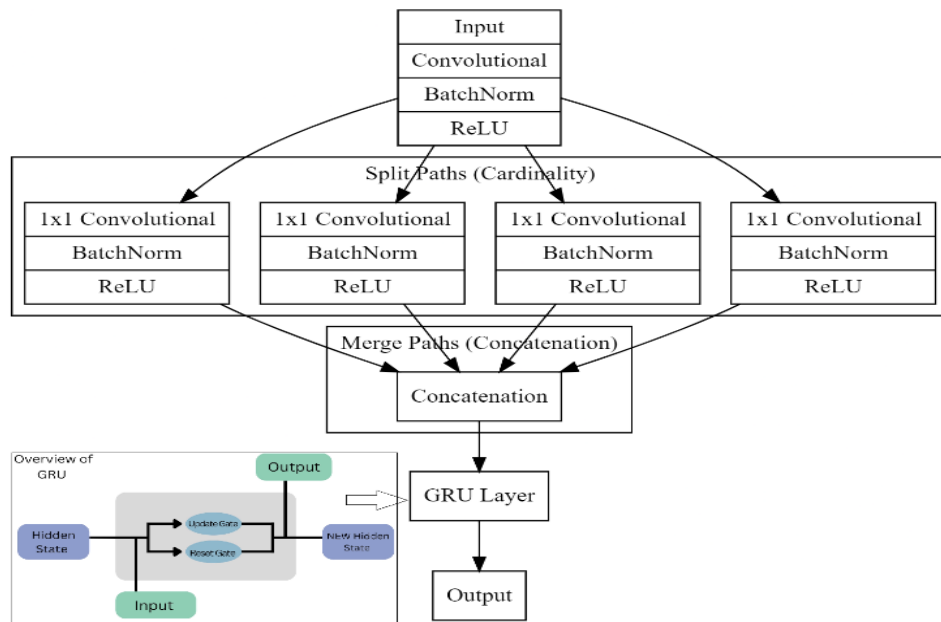 Input
Convolutional
BatchNorm
ReLU
Split Paths (Cardinality)
1x1 Convolutional
BatchNorm
ReLU
1x1 Convolutional
BatchNorm
ReLU
1x1 Convolutional
BatchNorm
ReLU
1x1 Convolutional
BatchNorm
ReLU
Merge Paths (Concatenation)
Concatenation
GRU Layer
Output
Overview of
GRU
Output
Hidden
State
Update Gate
Reset Gate
NEW Hidden
State
Input